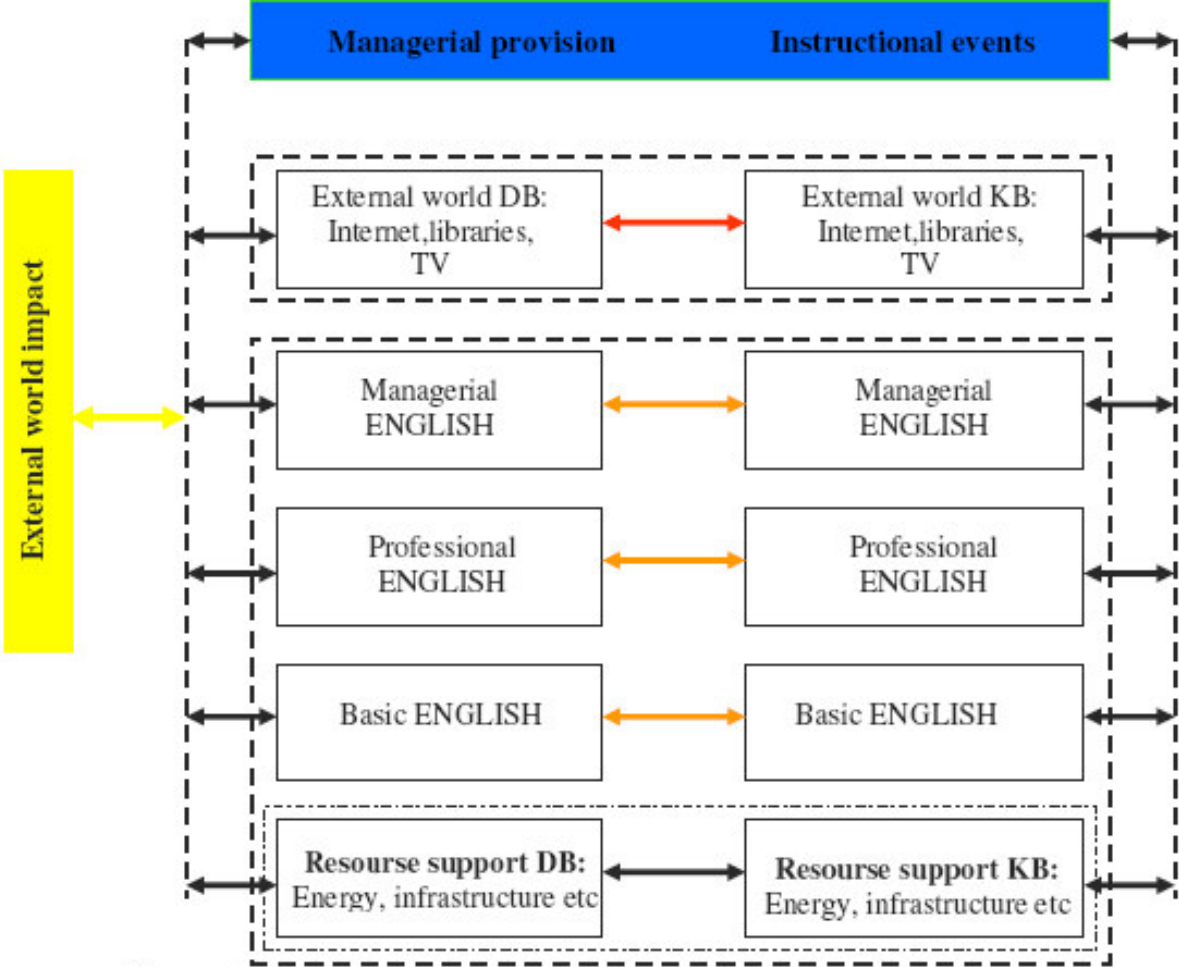 Managerial provision
Instructional events
External world impact
External world DB:
Internet,libraries,
TV
External world KB:
Internet,libraries,
TV
Managerial
ENGLISH
Managerial
ENGLISH
Professional
ENGLISH
Professional
ENGLISH
Basic ENGLISH
Basic ENGLISH
Resourse support DB:
Energy, infrastructure etc
Resourse support KB:
Energy, infrastructure etc